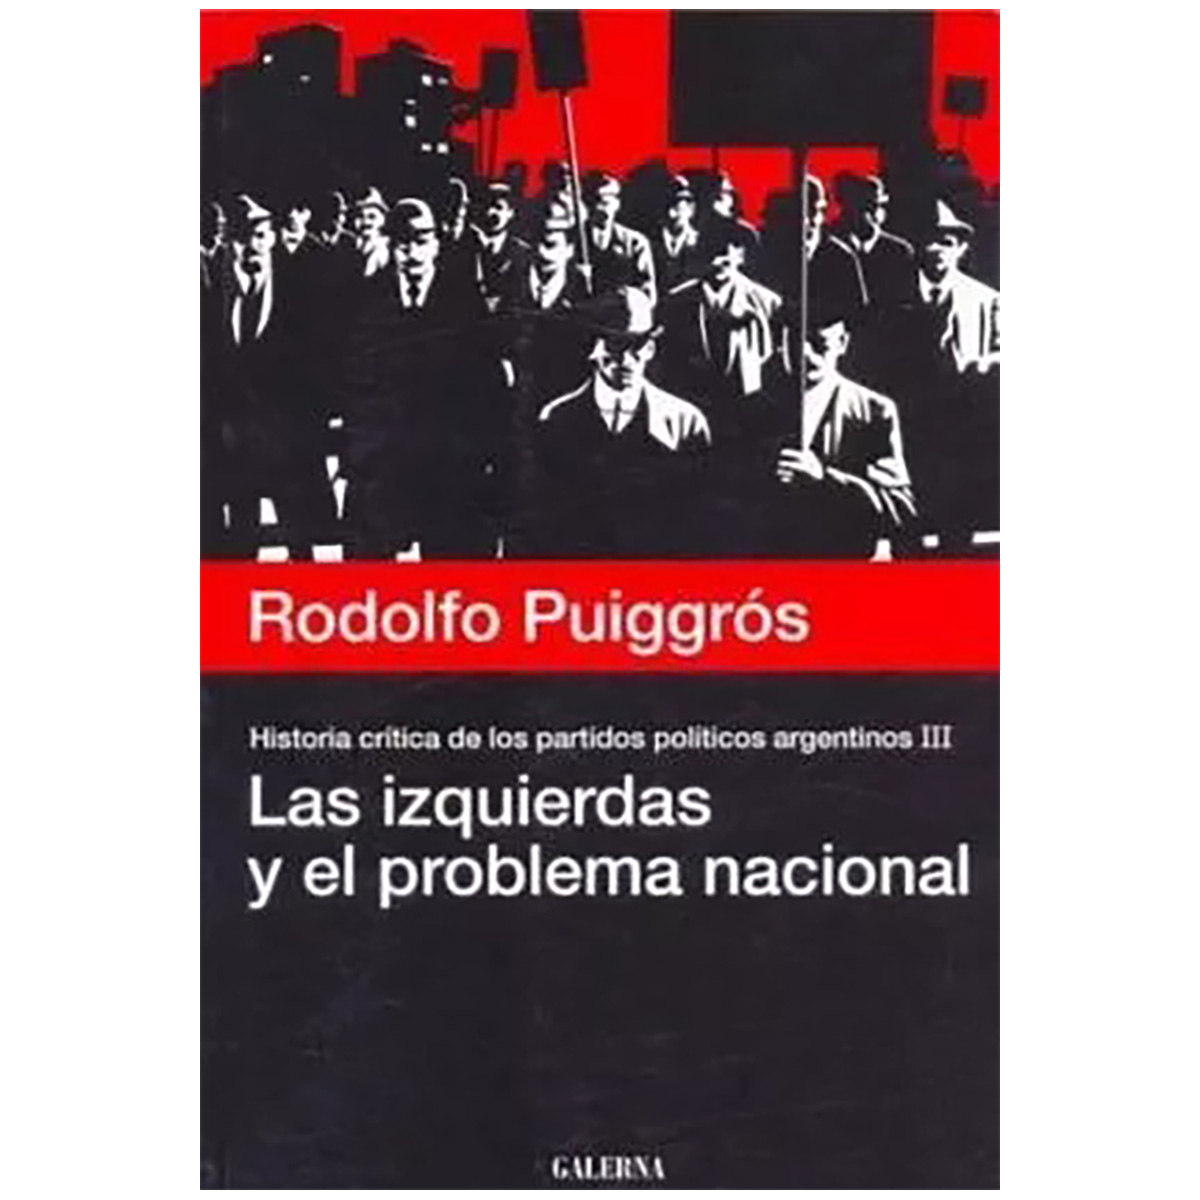 Rodolfo Puiggrós
Historia crítica de los partidos políticos argentinos III
Las izquierdas
y el problema nacional
GALERNA